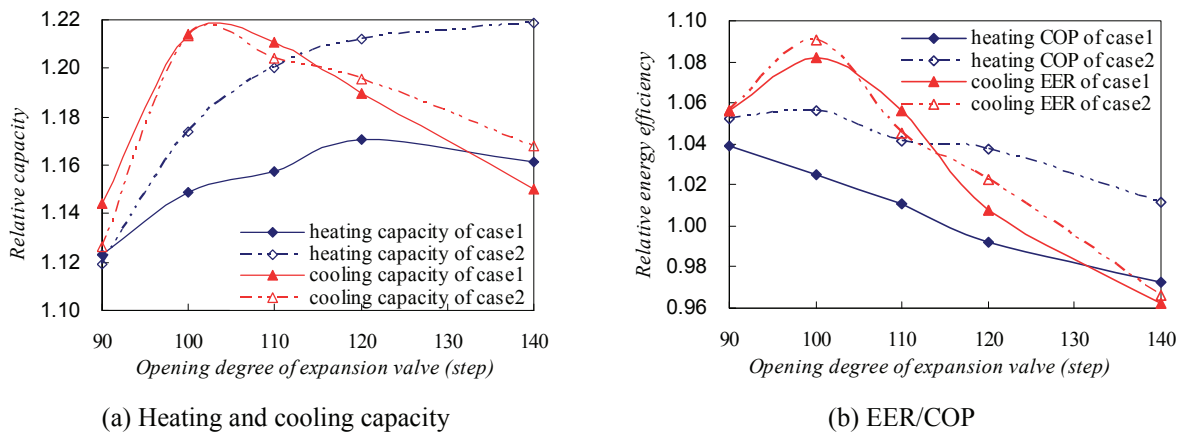 1.22
1.20
1.18
1.16
1.14
1.12
1.10
Relative capacity
heating capacity of case1
heating capacity of case2
cooling capacity of case1
cooling capacity of case2
90 100 110 120 130 140
Opening degree of expansion valve (step)
(a) Heating and cooling capacity
1.10
1.08
1.06
1.04
1.02
1.00
0.98
0.96
Relative energy efficiency
heating COP of case1
heating COP of case2
cooling EER of case1
cooling EER of case2
90 100 110 120 130 140
Opening degree of expansion valve (step)
(b) EER/COP